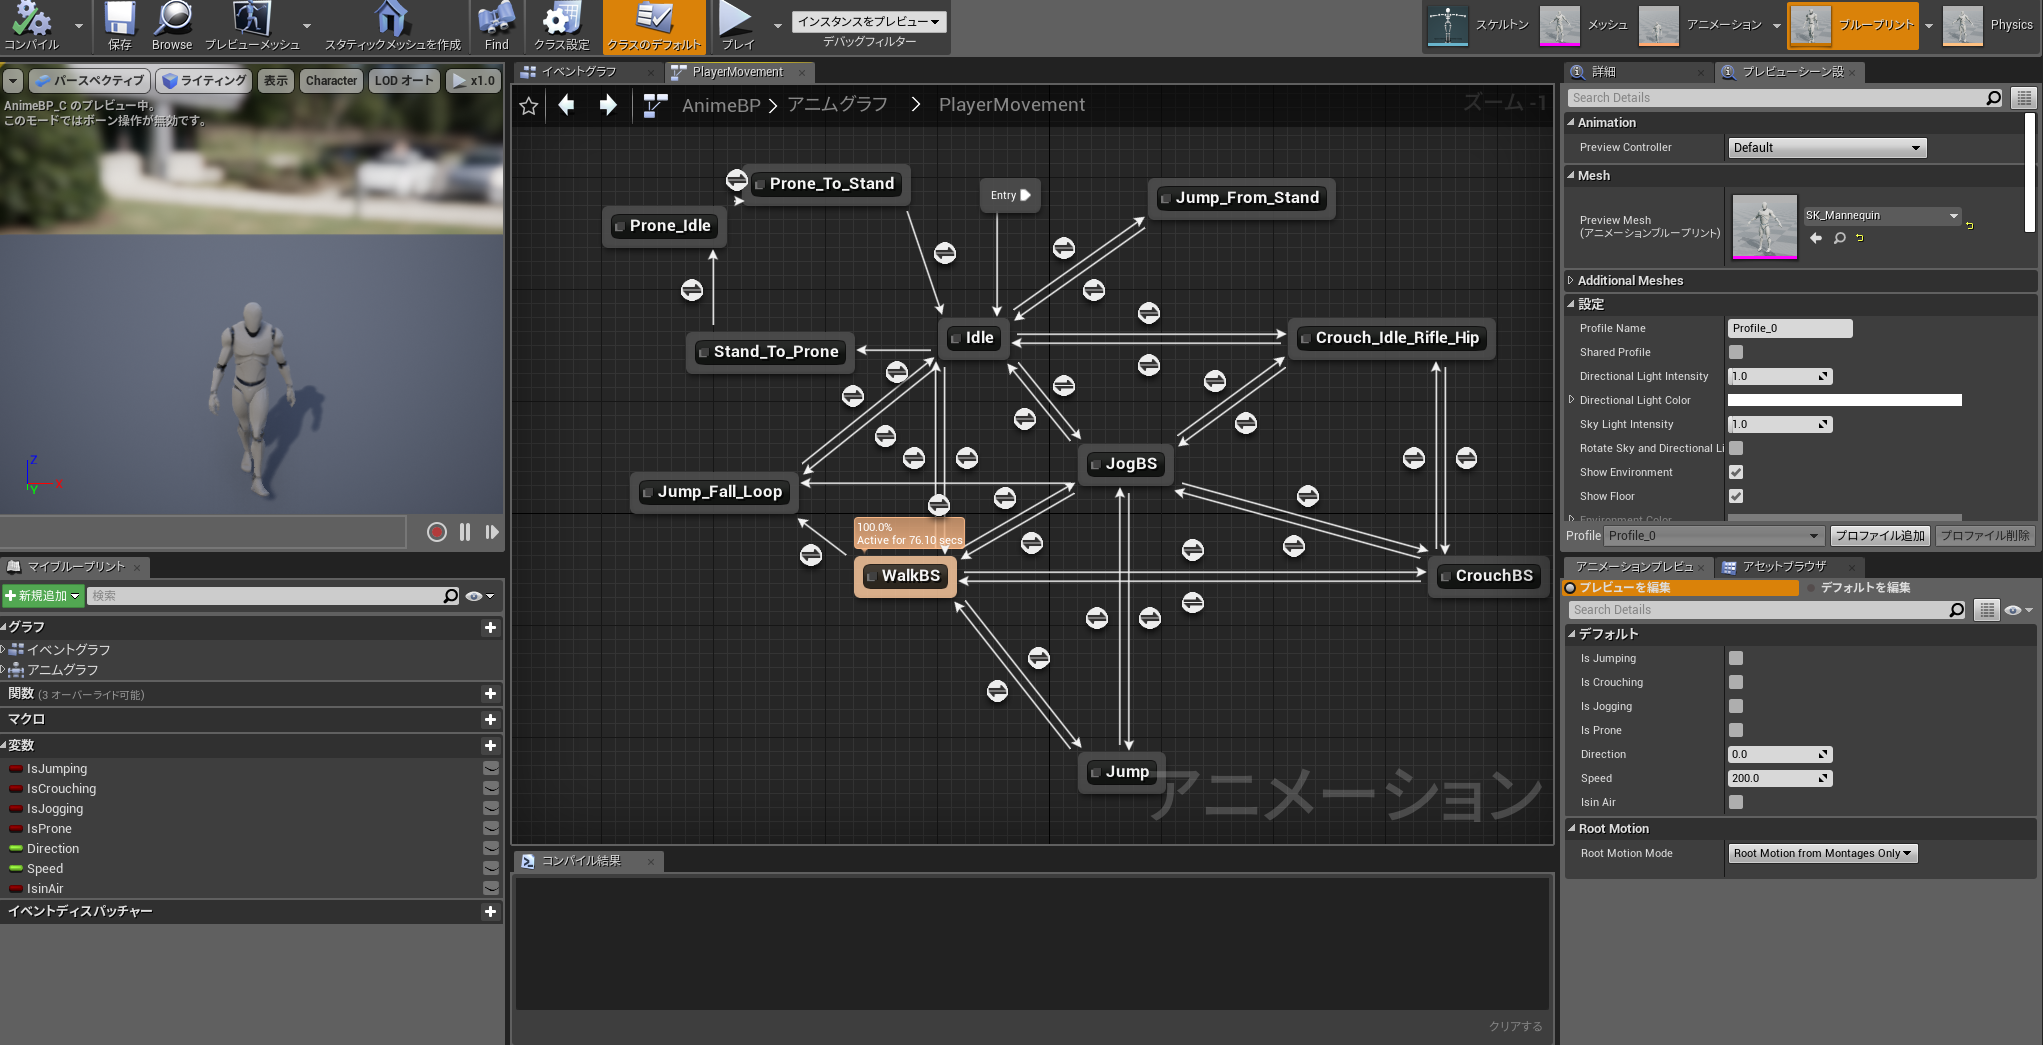 コンパイル
保存
Browse
プレビューメッシュ
スタティックメッシュを作成
Find
クラス設定
クラスのデフォルト
プレイ
インスタンスをプレビュー
デバッグフィルター
スケルトン
メッシュ
アニメーション
ブループリント
Physics
パースペクティブ
ライティング
表示
Character
LOD オート
x1.0
AnimeBP_C のプレビュー中。
このモードではボーン操作が無効です。
Z
X
Y
マイブループリント
新規追加
検索
グラフ
イベントグラフ
アニムグラフ
関数 (3 オーバーライド可能)
マクロ
変数
IsJumping
IsCrouching
IsJogging
IsProne
Direction
Speed
IsinAir
イベントディスパッチャー
イベントグラフ
PlayerMovement
AnimeBP > アニムグラフ > PlayerMovement
ズーム -1
Prone_To_Stand
Entry
Jump_From_Stand
Prone_Idle
Stand_To_Prone
Idle
Crouch_Idle_Rifle_Hip
JogBS
Jump_Fall_Loop
100.0%
Active for 76.10 secs
WalkBS
CrouchBS
Jump
アニメーション
コンパイル結果
クリアする
詳細
プレビューシーン設
Search Details
Animation
Preview Controller
Default
Mesh
Preview Mesh
(アニメーションブループリント)
SK_Mannequin
Additional Meshes
設定
Profile Name
Profile_0
Shared Profile
Directional Light Intensity
1.0
Directional Light Color
Sky Light Intensity
1.0
Rotate Sky and Directional Li
Show Environment
Show Floor
Environment Color
Profile
Profile_0
プロファイル追加
プロファイル削除
アニメーションプレビュ
アセットブラウザ
プレビューを編集
デフォルトを編集
Search Details
デフォルト
Is Jumping
Is Crouching
Is Jogging
Is Prone
Direction
0.0
Speed
200.0
Isin Air
Root Motion
Root Motion Mode
Root Motion from Montages Only